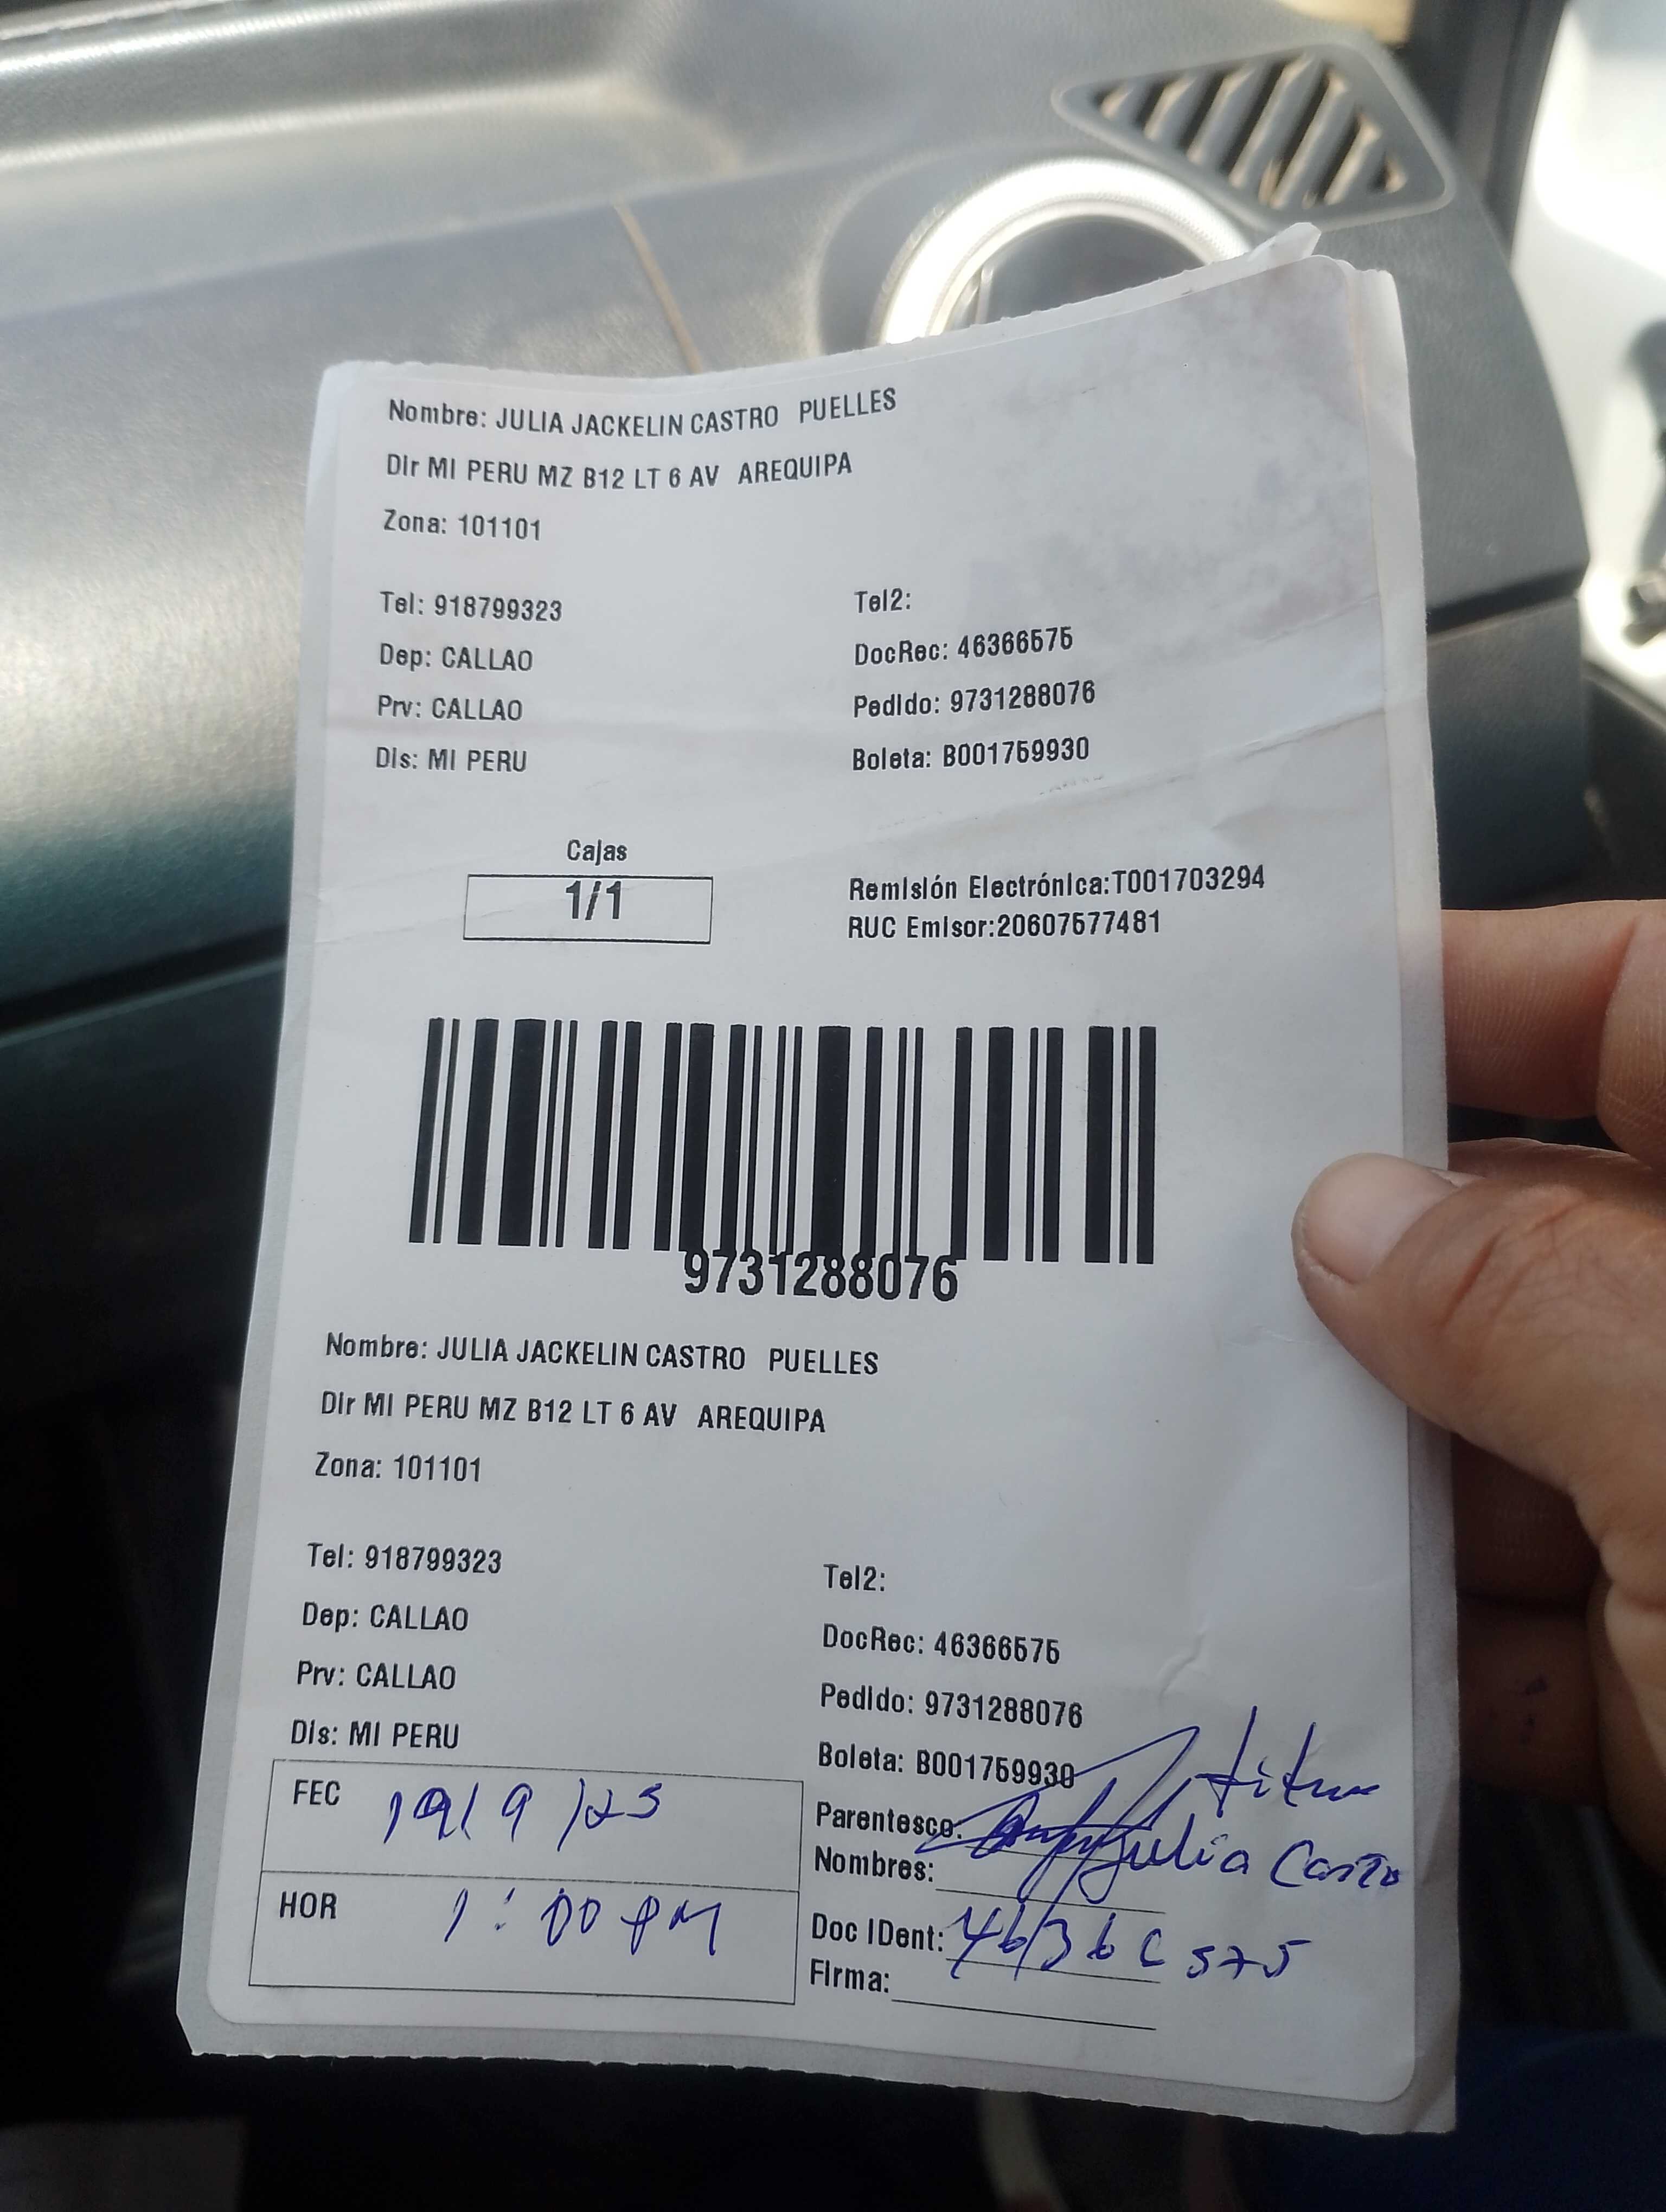 Nombre: JULIA JACKELIN CASTRO PUELLES
Dir MI PERU MZ B12 LT 6 AV AREQUIPA
Zona: 101101
Tel: 918799323 Tel2:
Dep: CALLAO DocRec: 46366575
Prv: CALLAO Pedido: 9731288076
Dis: MI PERU Boleta: B001759930
Cajas
1/1
Remisión Electrónica:T001703294
RUC Emisor:20607577481
9731288076
Nombre: JULIA JACKELIN CASTRO PUELLES
Dir MI PERU MZ B12 LT 6 AV AREQUIPA
Zona: 101101
Tel: 918799323 Tel2:
Dep: CALLAO DocRec: 46366575
Prv: CALLAO Pedido: 9731288076
Dis: MI PERU Boleta: B001759930
FEC 19/9/25
HOR 1:00 PM
Parentesco:
Nombres: Julia Castro
Doc IDent: 46366575
Firma: